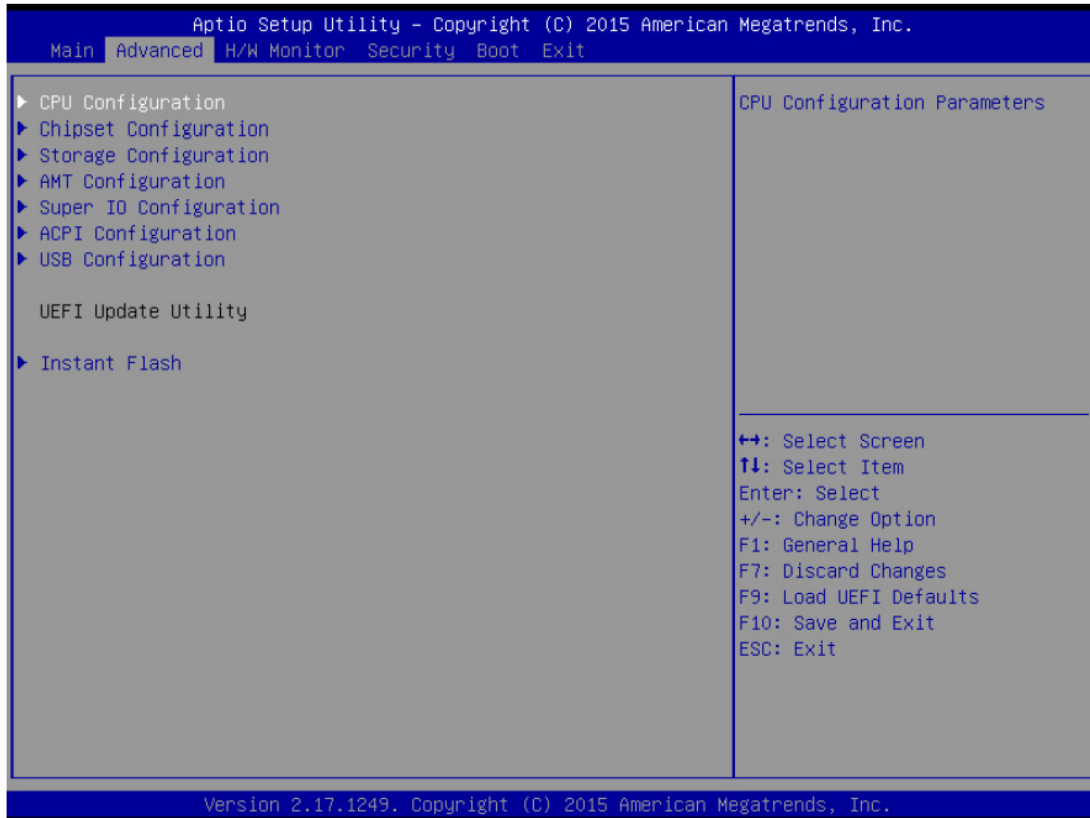 Aptio Setup Utility – Copyright (C) 2015 American Megatrends, Inc.
Main Advanced H/W Monitor Security Boot Exit
CPU Configuration
Chipset Configuration
Storage Configuration
AMT Configuration
Super IO Configuration
ACPI Configuration
USB Configuration
UEFI Update Utility
Instant Flash
CPU Configuration Parameters
↔: Select Screen
↑↓: Select Item
Enter: Select
+/-: Change Option
F1: General Help
F7: Discard Changes
F9: Load UEFI Defaults
F10: Save and Exit
ESC: Exit
Version 2.17.1249. Copyright (C) 2015 American Megatrends, Inc.